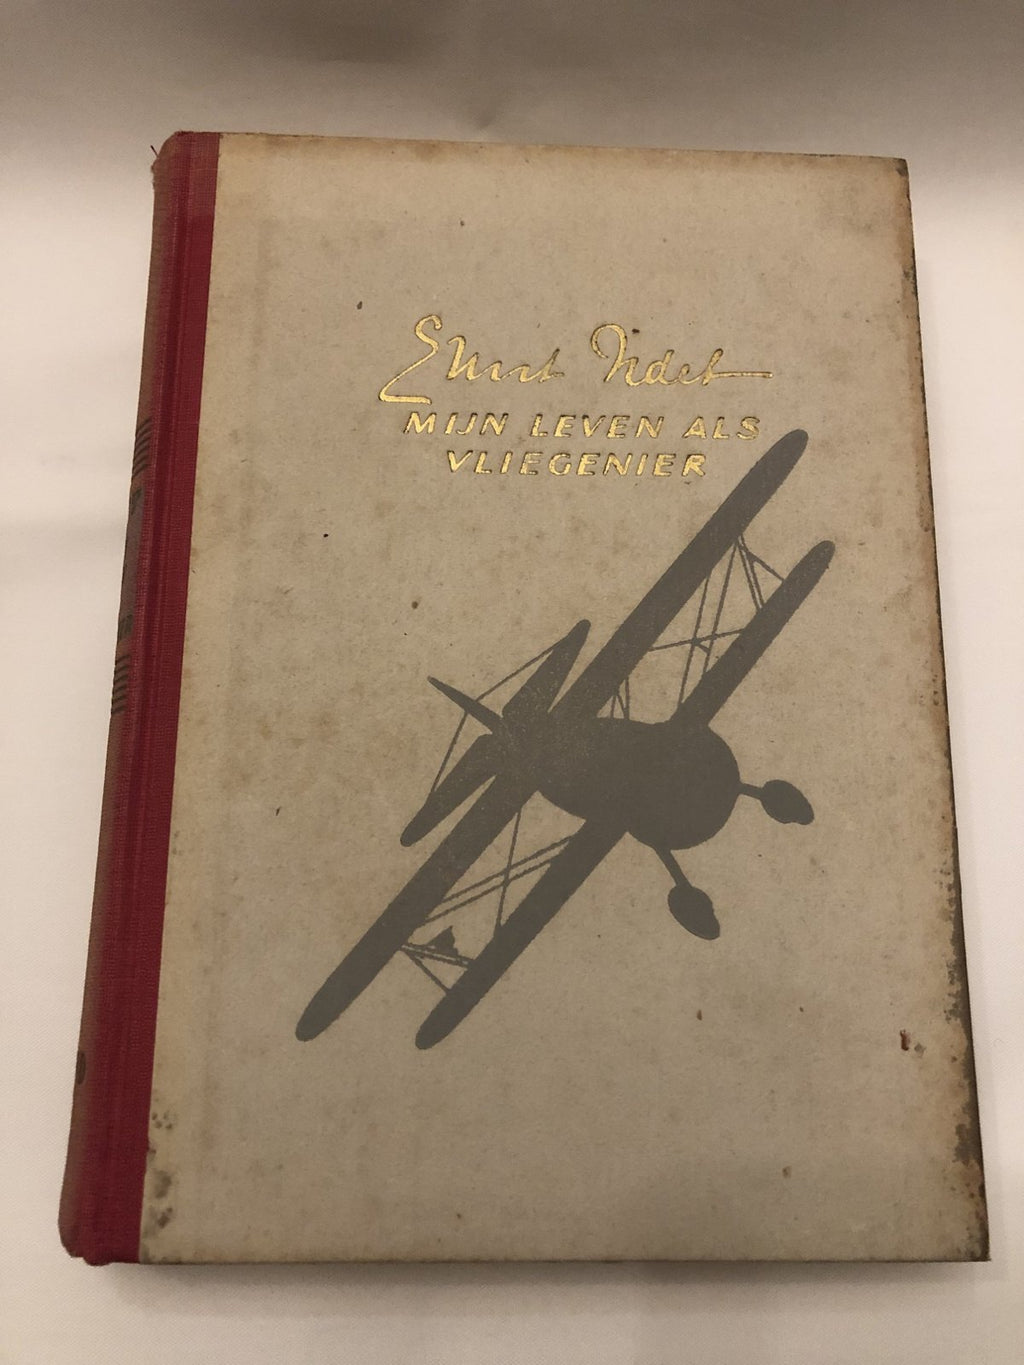 Ernst Udet
MIJN LEVEN ALS
VLIEGENIER